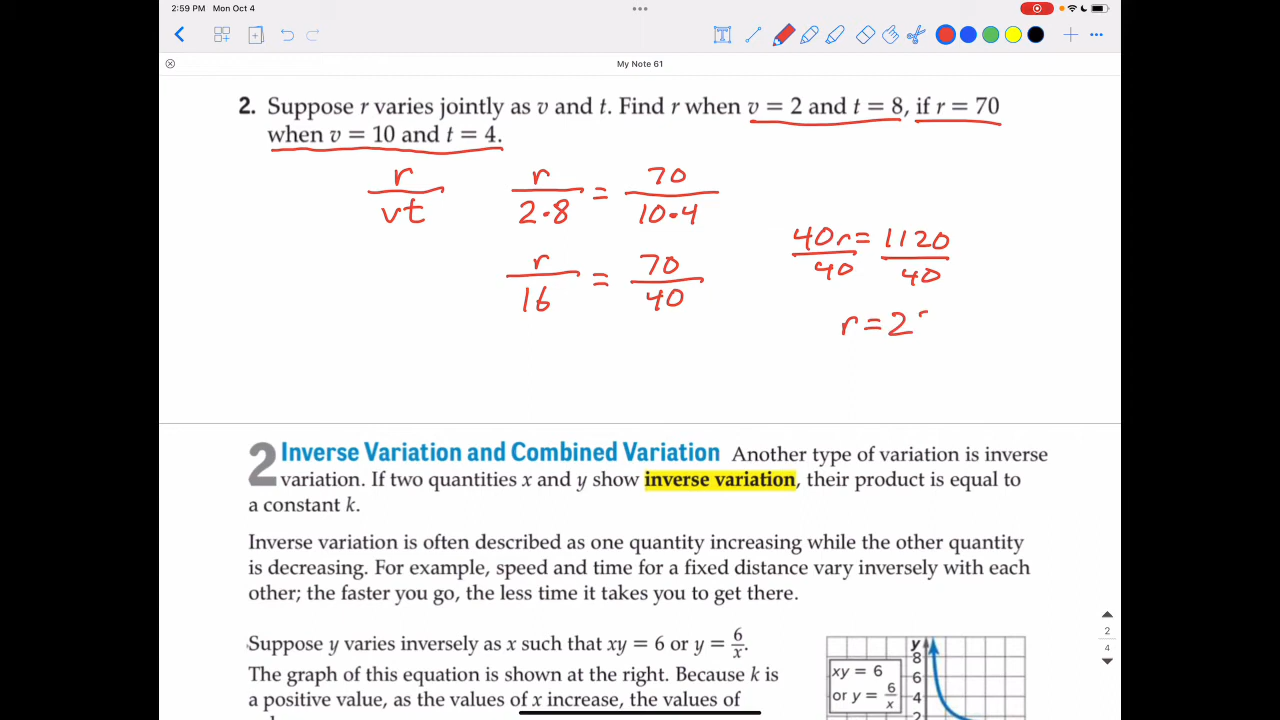 2:59 PM Mon Oct 4
My Note 61
2. Suppose r varies jointly as v and t. Find r when v = 2 and t = 8, if r = 70
when v = 10 and t = 4.
r/vt
r/2·8 = 70/10·4
r/16 = 70/40
40r/40 = 1120/40
r = 2
2 Inverse Variation and Combined Variation Another type of variation is inverse
variation. If two quantities x and y show inverse variation, their product is equal to
a constant k.
Inverse variation is often described as one quantity increasing while the other quantity
is decreasing. For example, speed and time for a fixed distance vary inversely with each
other; the faster you go, the less time it takes you to get there.
Suppose y varies inversely as x such that xy = 6 or y = 6/x.
The graph of this equation is shown at the right. Because k is
a positive value, as the values of x increase, the values of
y
8
6
4
2
xy = 6
or y = 6/x
2
4